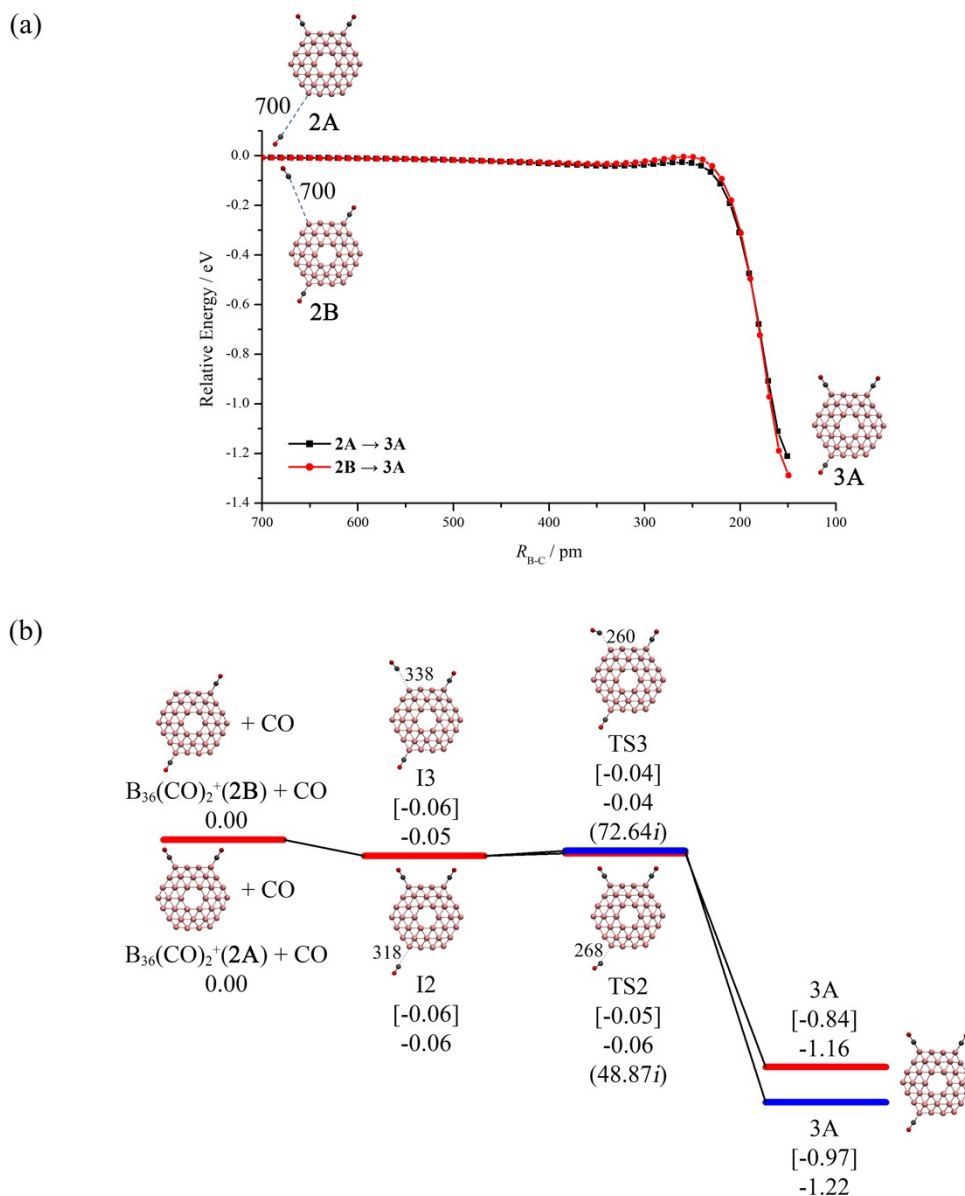 (a)
700
2A
700
2B
Relative Energy / eV
0.0
-0.2
-0.4
-0.6
-0.8
-1.0
-1.2
-1.4
2A → 3A
2B → 3A
3A
700
600
500
400
300
200
100
R_B-C / pm
(b)
+ CO
B₃₆(CO)₂⁺(2B) + CO
0.00
+ CO
B₃₆(CO)₂⁺(2A) + CO
0.00
338
I3
[-0.06]
-0.05
318
I2
[-0.06]
-0.06
260
TS3
[-0.04]
-0.04
(72.64i)
268
TS2
[-0.05]
-0.06
(48.87i)
3A
[-0.84]
-1.16
3A
[-0.97]
-1.22